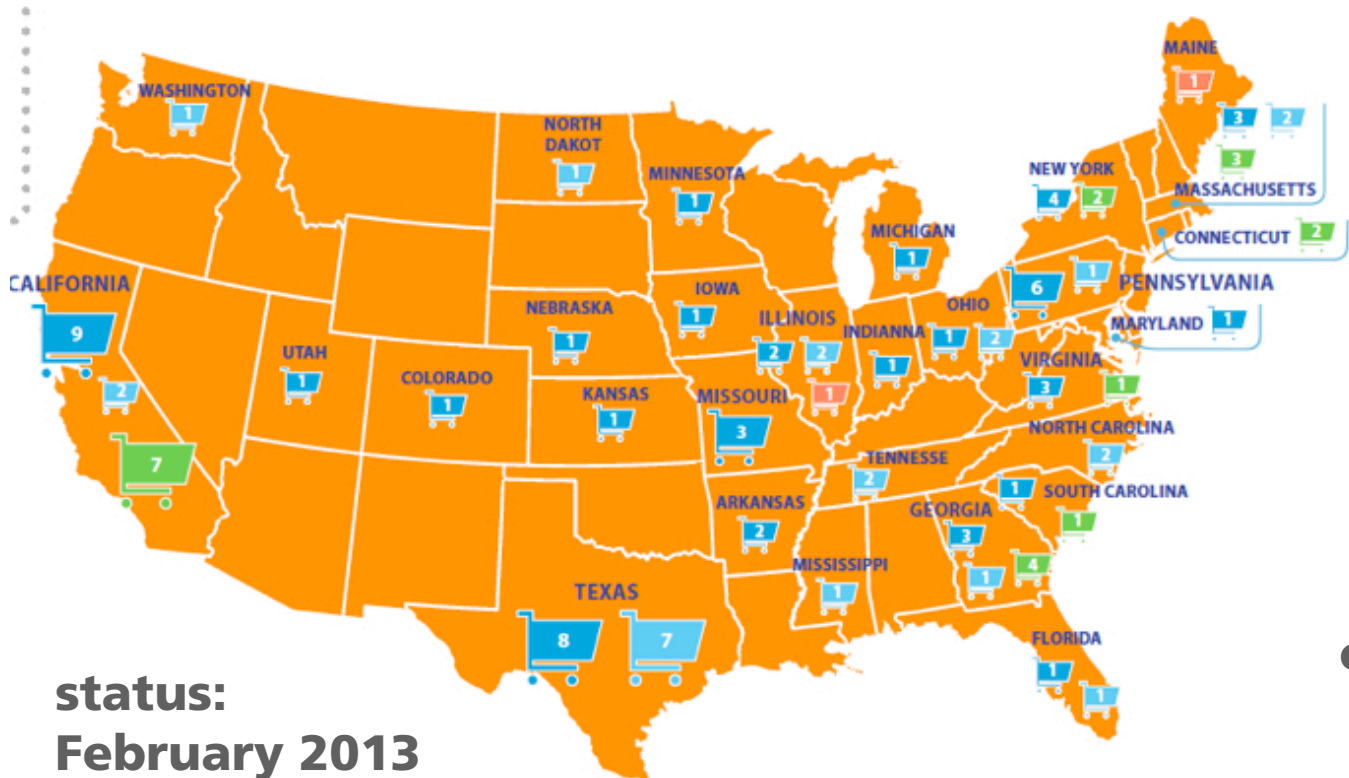 MAINE
1
WASHINGTON
1
3
2
NORTH
DAKOT
1
MINNESOTA
1
3
NEW YORK
4
2
MASSACHUSETTS
MICHIGAN
1
CONNECTICUT
2
CALIFORNIA
9
IOWA
1
6
1
PENNSYLVANIA
NEBRASKA
1
ILLINOIS
2
2
1
INDIANNA
1
OHIO
1
2
MARYLAND
1
UTAH
1
COLORADO
1
KANSAS
1
MISSOURI
3
VIRGINIA
3
1
2
7
NORTH CAROLINA
2
TENNESSE
2
1
SOUTH CAROLINA
1
ARKANSAS
2
GEORGIA
3
1
4
MISSISSIPPI
1
TEXAS
8
7
FLORIDA
1
1
status:
February 2013